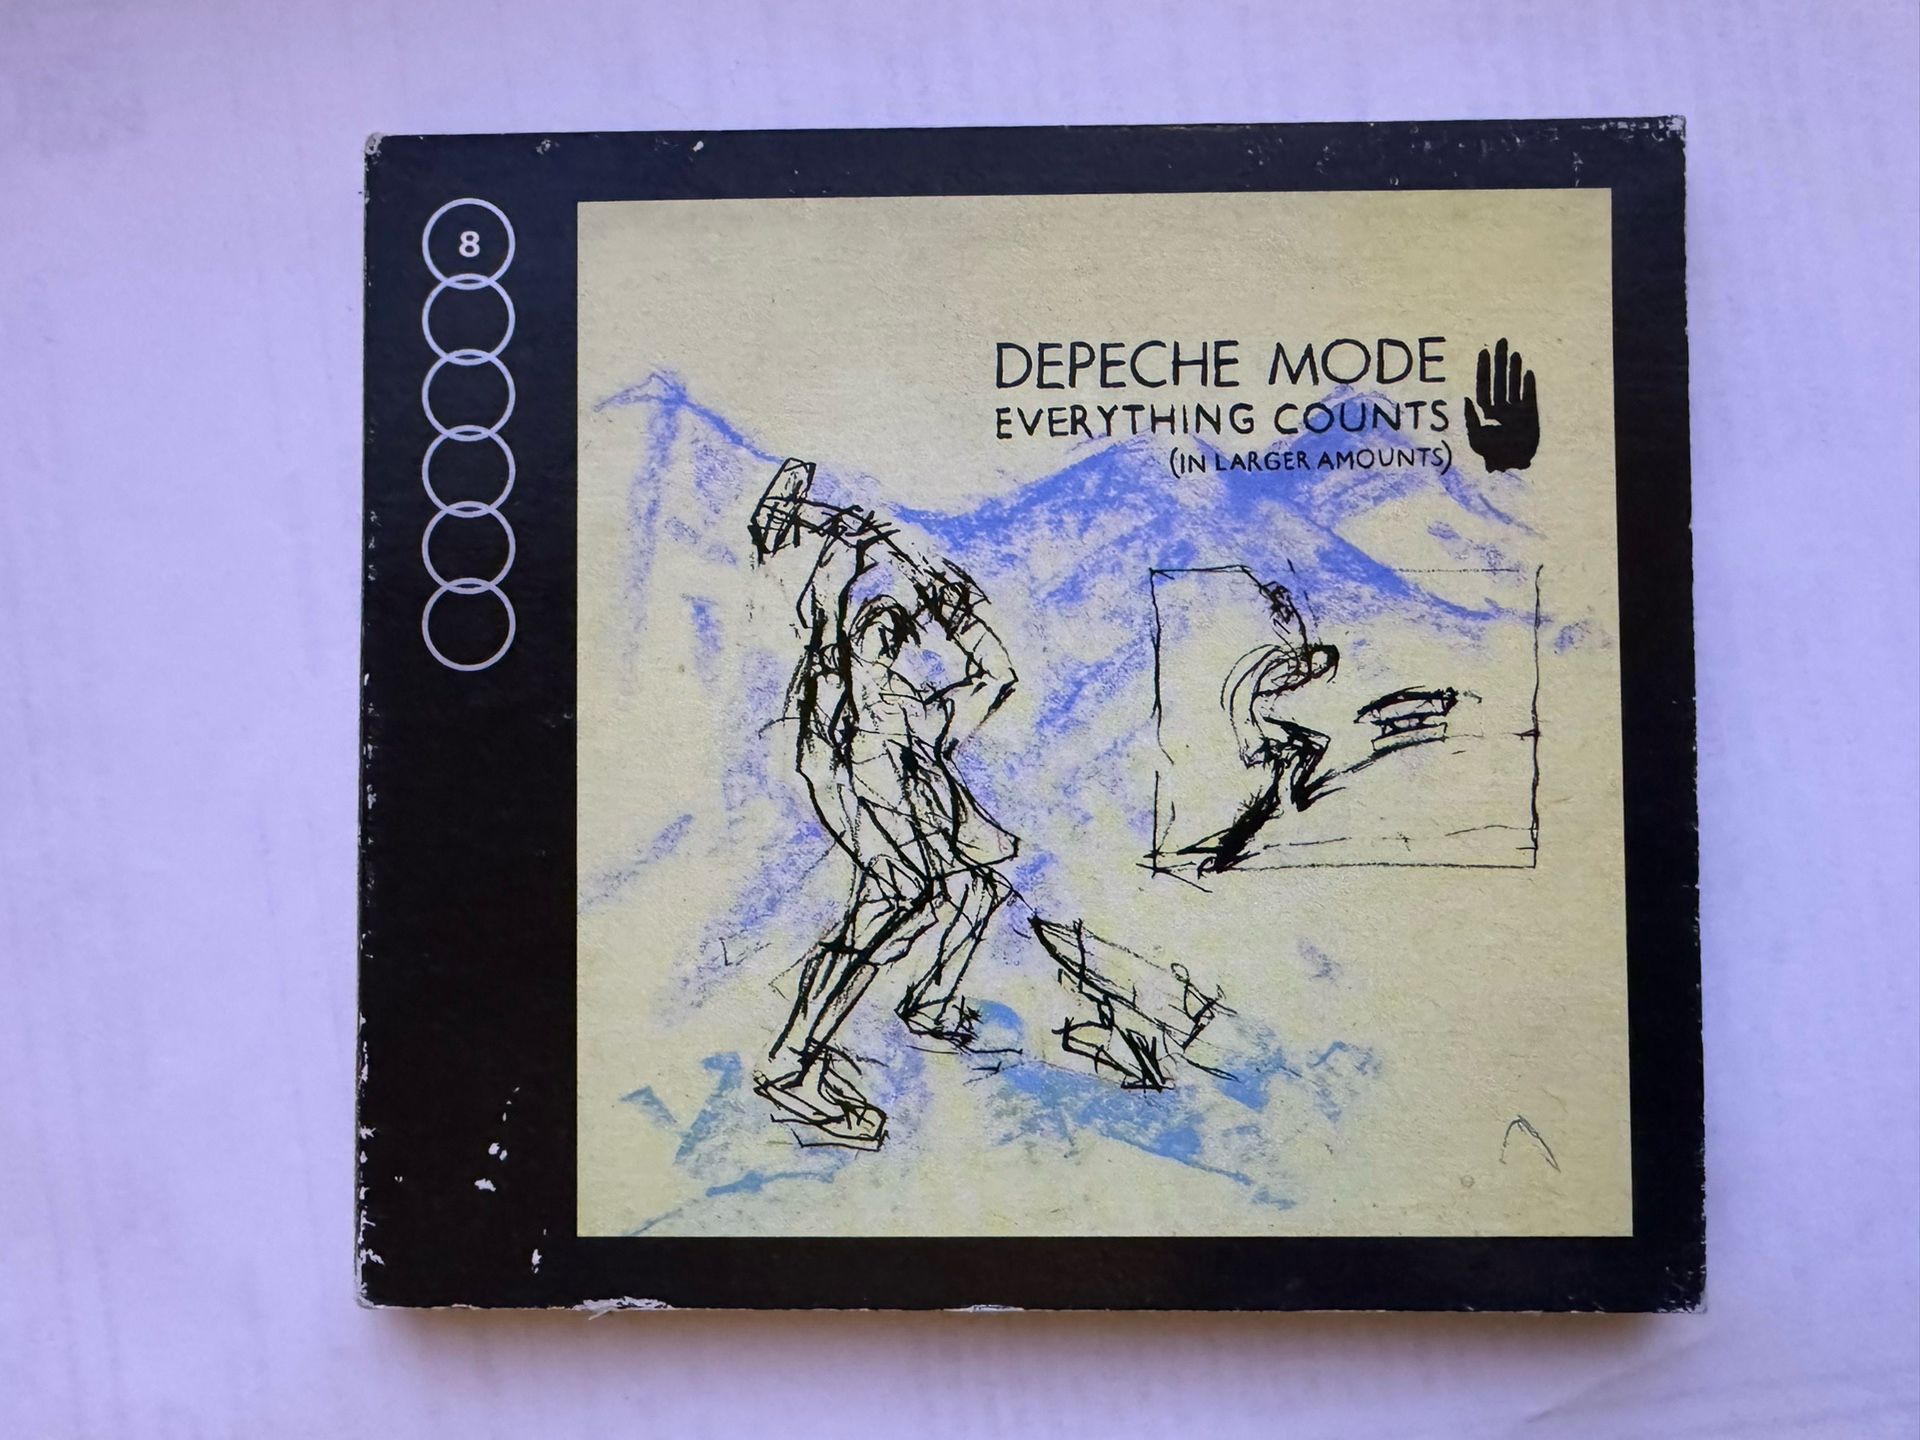 8
DEPECHE MODE
EVERYTHING COUNTS
(IN LARGER AMOUNTS)